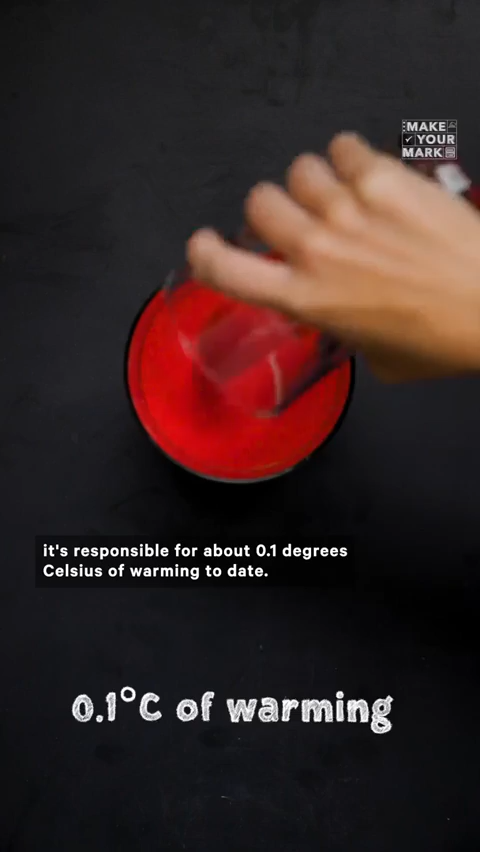 MAKE
YOUR
MARK
it's responsible for about 0.1 degrees
Celsius of warming to date.
0.1°C of warming